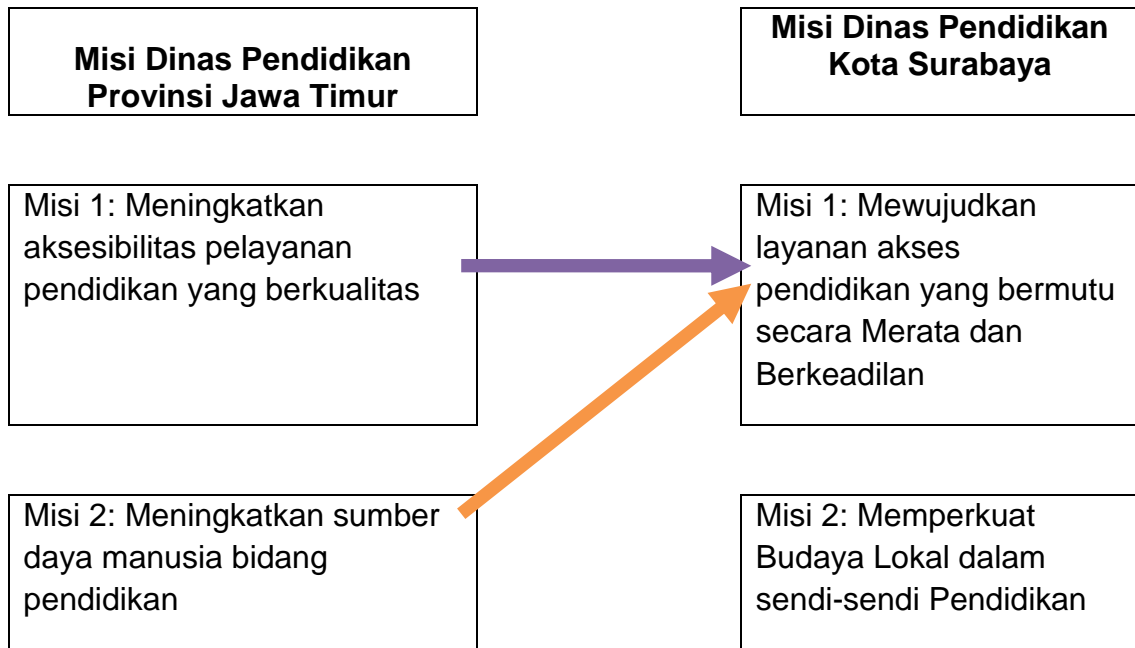 Misi Dinas Pendidikan
Provinsi Jawa Timur
Misi Dinas Pendidikan
Kota Surabaya
Misi 1: Meningkatkan
aksesibilitas pelayanan
pendidikan yang berkualitas
Misi 1: Mewujudkan
layanan akses
pendidikan yang bermutu
secara Merata dan
Berkeadilan
Misi 2: Meningkatkan sumber
daya manusia bidang
pendidikan
Misi 2: Memperkuat
Budaya Lokal dalam
sendi-sendi Pendidikan